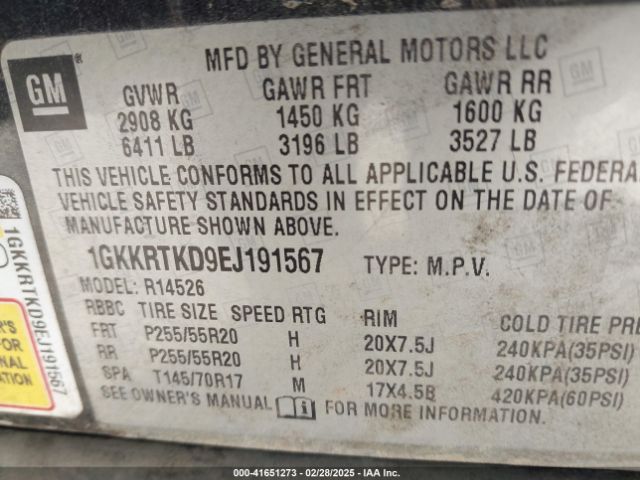 GM
®
MFD BY GENERAL MOTORS LLC
GVWR GAWR FRT GAWR RR
2908 KG 1450 KG 1600 KG
6411 LB 3196 LB 3527 LB
THIS VEHICLE CONFORMS TO ALL APPLICABLE U.S. FEDERA
VEHICLE SAFETY STANDARDS IN EFFECT ON THE DATE OF
MANUFACTURE SHOWN ABOVE.
1GKKRTKD9EJ191567 TYPE: M.P.V.
MODEL: R14526
RBBC TIRE SIZE SPEED RTG RIM COLD TIRE PRE
FRT P255/55R20 H 20X7.5J 240KPA(35PSI)
RR P255/55R20 H 20X7.5J 240KPA(35PSI)
SPA T145/70R17 M 17X4.5B 420KPA(60PSI)
SEE OWNER'S MANUAL FOR MORE INFORMATION.
1GKKRTKD9EJ191567
R'S
FOR
NAL
ATION
000-41651273 — 02/28/2025 — IAA Inc.